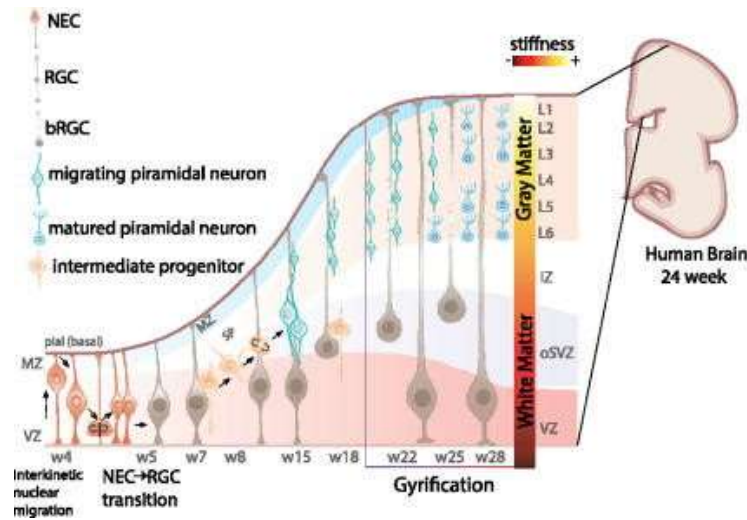 NEC
RGC
bRGC
migrating piramidal neuron
matured piramidal neuron
intermediate progenitor
stiffness
- +
L1
L2
L3
L4
L5
L6
Gray Matter
IZ
White Matter
oSVZ
VZ
Human Brain
24 week
pial (basal)
MZ
MZ
VZ
w4
w5
w7
w8
w15
w18
w22
w25
w28
Interkinetic
nuclear
migration
NEC→RGC
transition
Gyrification